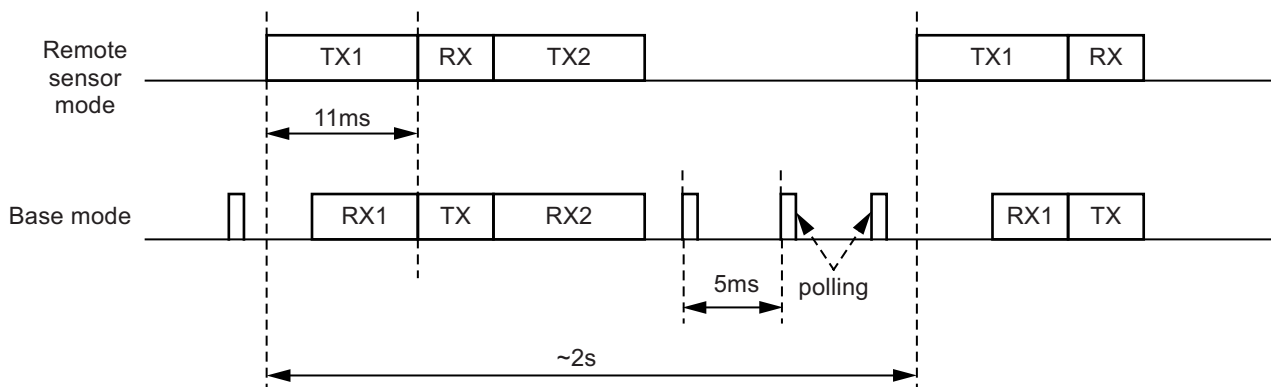 Remote
sensor
mode
TX1 RX TX2 TX1 RX
11ms
Base mode
RX1 TX RX2 RX1 TX
5ms
polling
~2s